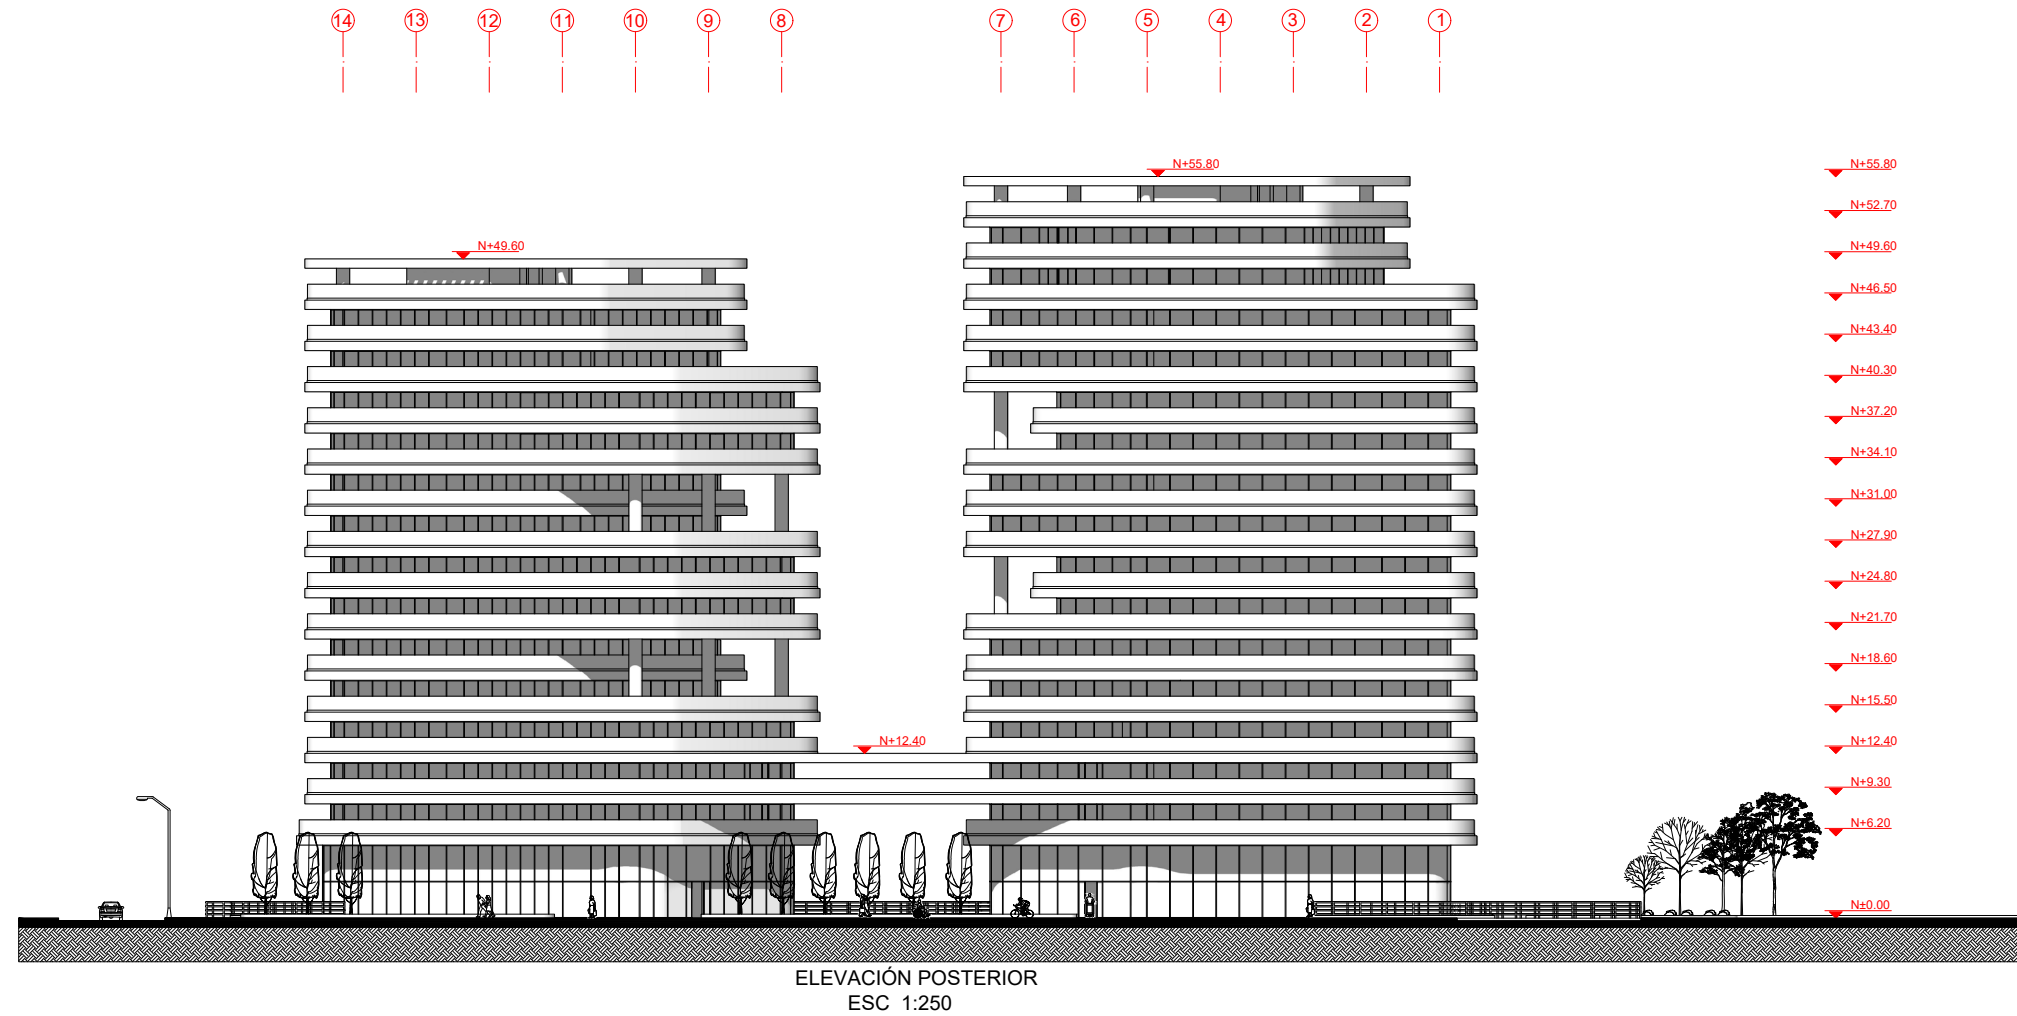 14 13 12 11 10 9 8 7 6 5 4 3 2 1
N+55.80 N+55.80
N+52.70
N+49.60 N+49.60
N+46.50
N+43.40
N+40.30
N+37.20
N+34.10
N+31.00
N+27.90
N+24.80
N+21.70
N+18.60
N+15.50
N+12.40 N+12.40
N+9.30
N+6.20
N±0.00
ELEVACIÓN POSTERIOR
ESC 1:250